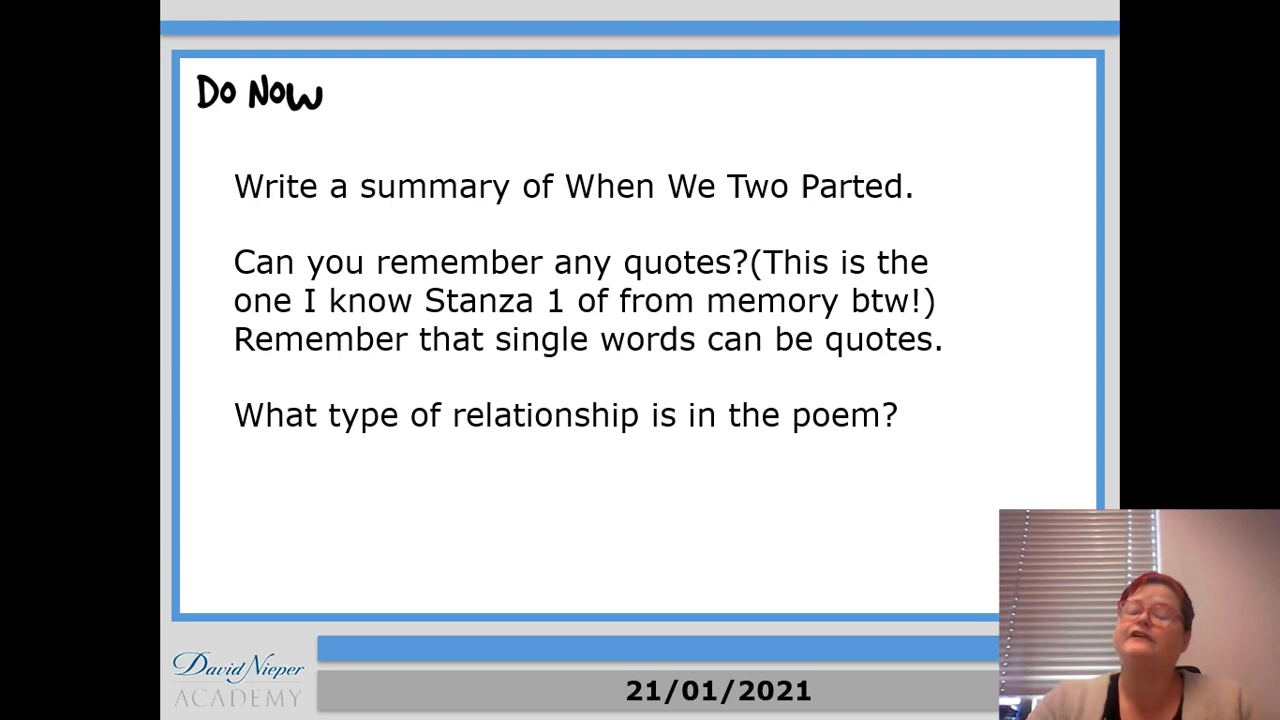 Do Now
Write a summary of When We Two Parted.
Can you remember any quotes?(This is the
one I know Stanza 1 of from memory btw!)
Remember that single words can be quotes.
What type of relationship is in the poem?
David Nieper
ACADEMY
21/01/2021